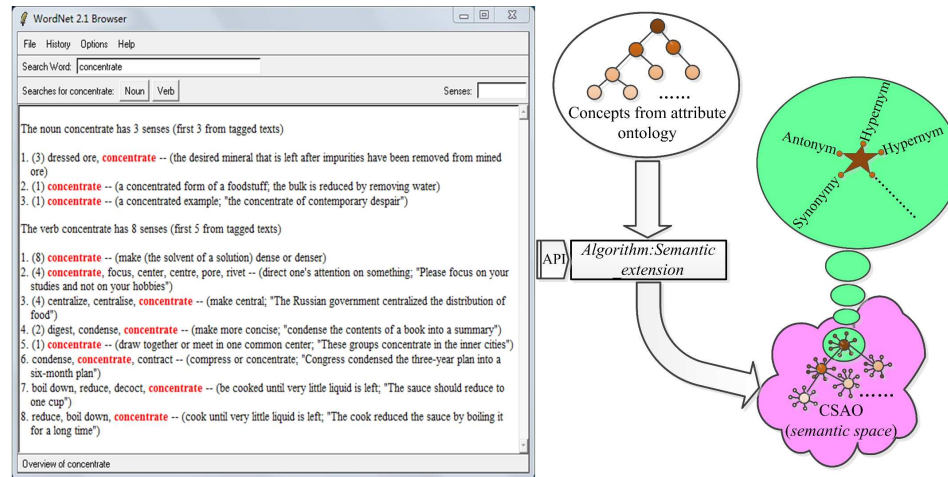 WordNet 2.1 Browser
File History Options Help
Search Word: concentrate
Searches for concentrate: Noun Verb Senses:
The noun concentrate has 3 senses (first 3 from tagged texts)
1. (3) dressed ore, concentrate -- (the desired mineral that is left after impurities have been removed from mined
ore)
2. (1) concentrate -- (a concentrated form of a foodstuff; the bulk is reduced by removing water)
3. (1) concentrate -- (a concentrated example; "the concentrate of contemporary despair")
The verb concentrate has 8 senses (first 5 from tagged texts)
1. (8) concentrate -- (make (the solvent of a solution) dense or denser)
2. (4) concentrate, focus, center, centre, pore, rivet -- (direct one's attention on something; "Please focus on your
studies and not on your hobbies")
3. (4) centralize, centralise, concentrate -- (make central; "The Russian government centralized the distribution of
food")
4. (2) digest, condense, concentrate -- (make more concise; "condense the contents of a book into a summary")
5. (1) concentrate -- (draw together or meet in one common center; "These groups concentrate in the inner cities")
6. condense, concentrate, contract -- (compress or concentrate; "Congress condensed the three-year plan into a
six-month plan")
7. boil down, reduce, decoct, concentrate -- (be cooked until very little liquid is left; "The sauce should reduce to
one cup")
8. reduce, boil down, concentrate -- (cook until very little liquid is left; "The cook reduced the sauce by boiling it
for a long time")
Overview of concentrate
......
Concepts from attribute
ontology
API
Algorithm:Semantic
extension
Hypernym
Antonym
Hypernym
Synonymy
.........
......
CSAO
(semantic space)